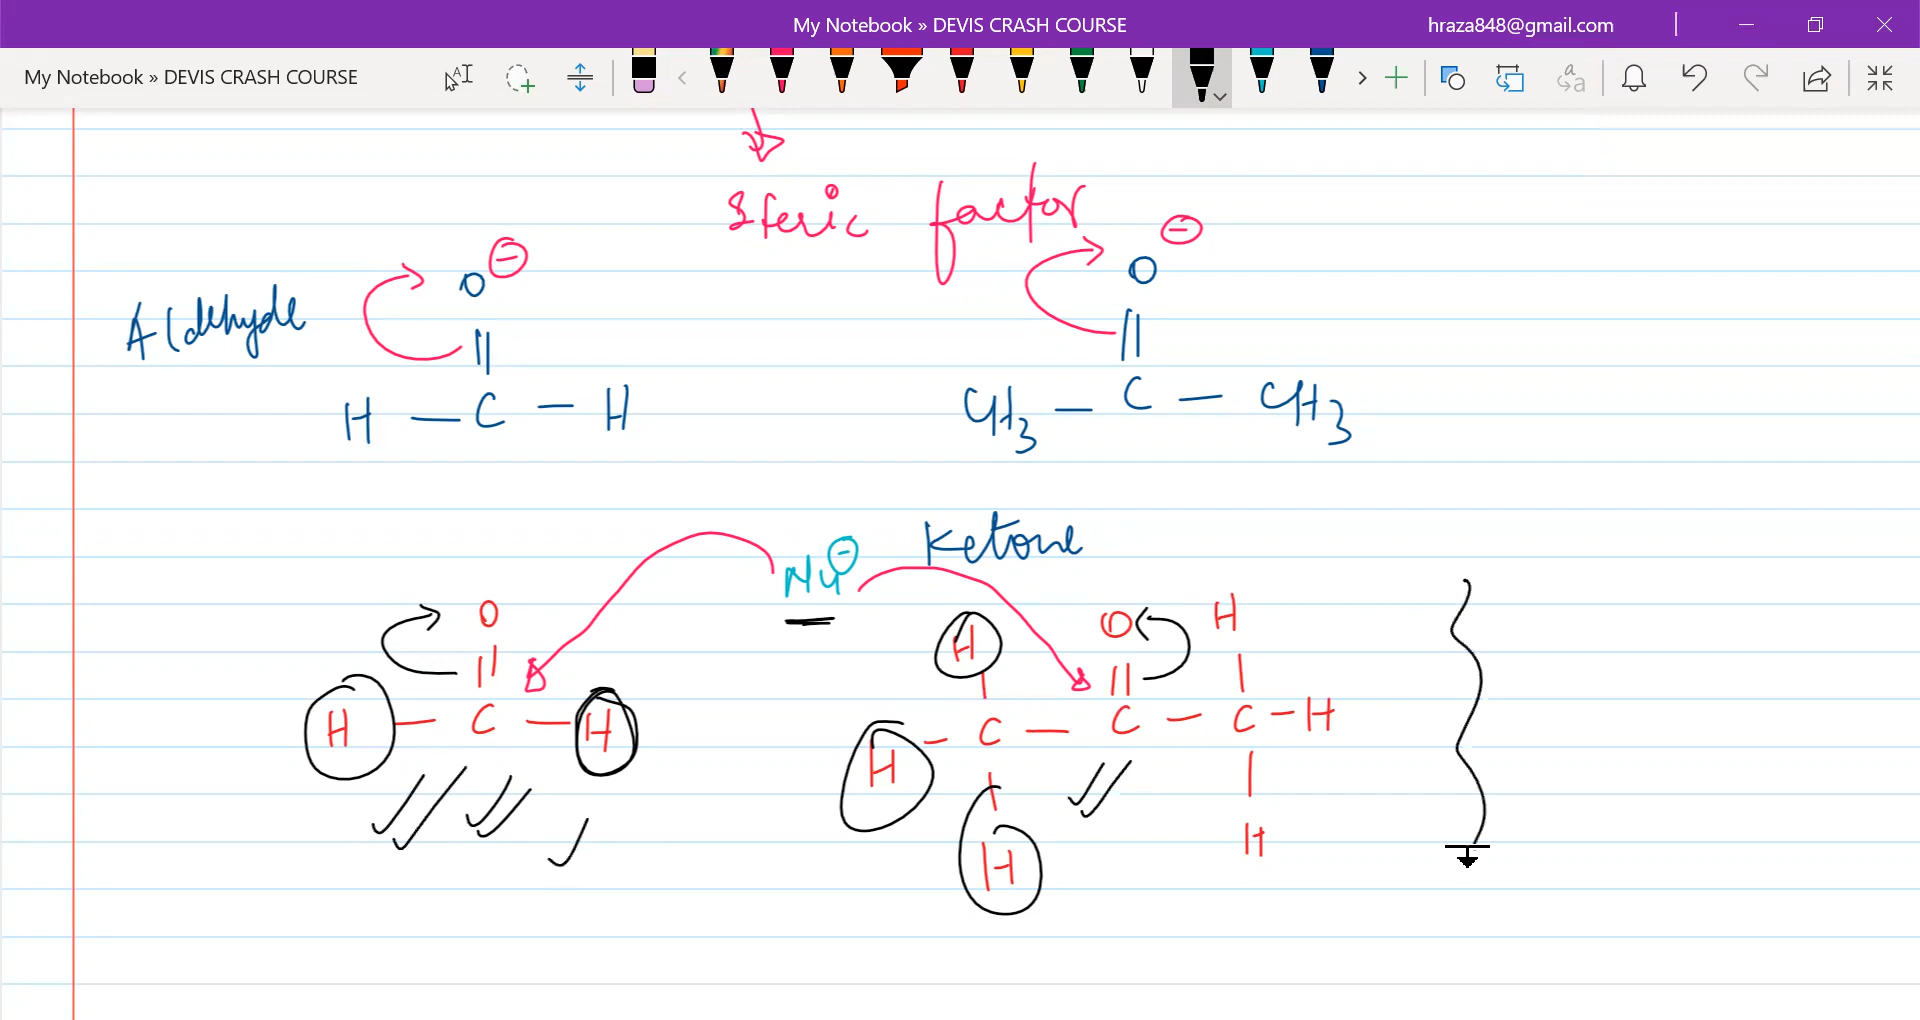 My Notebook » DEVIS CRASH COURSE
hraza848@gmail.com
My Notebook » DEVIS CRASH COURSE
Steric factor
Aldehyde
O ⊖
||
H — C — H
O ⊖
||
CH3 — C — CH3
Nu⊖
Ketone
O
||
H — C — H
H O H
| || |
H - C — C — C - H
| |
H H